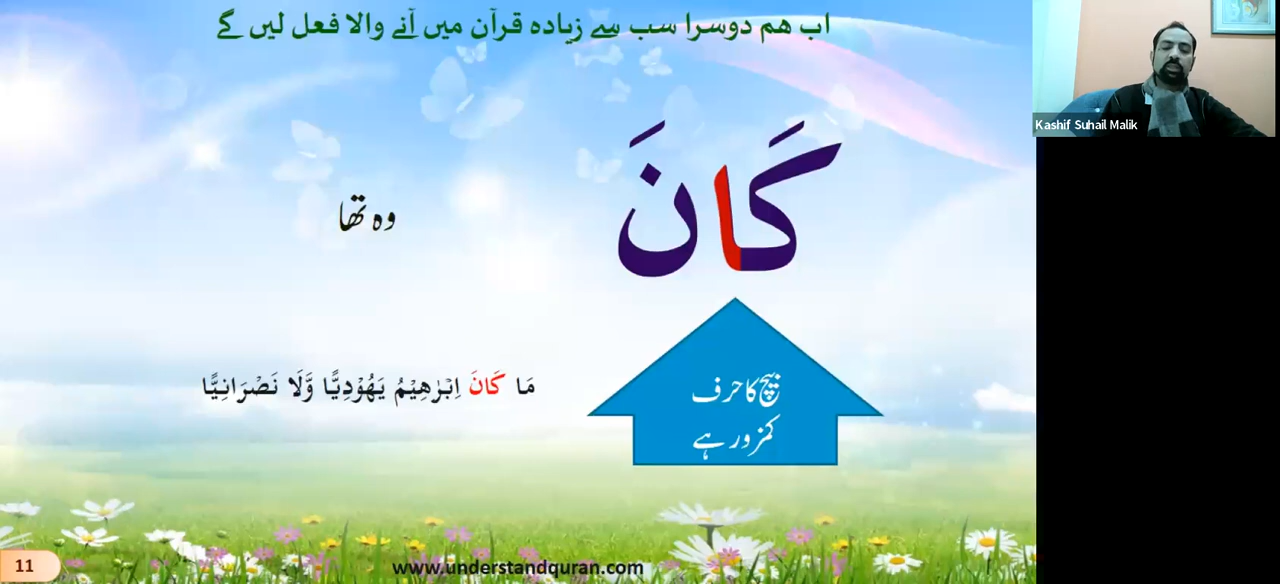 اب ہم دوسرا سب سے زیادہ قرآن میں آنے والا فعل لیں گے
Kashif Suhail Malik
كَانَ
وہ تھا
بیچ کا حرف
کمزور ہے
مَا كَانَ اِبْرٰهِيْمُ يَهُوْدِيًّا وَّلَا نَصْرَانِيًّا
www.understandquran.com
11